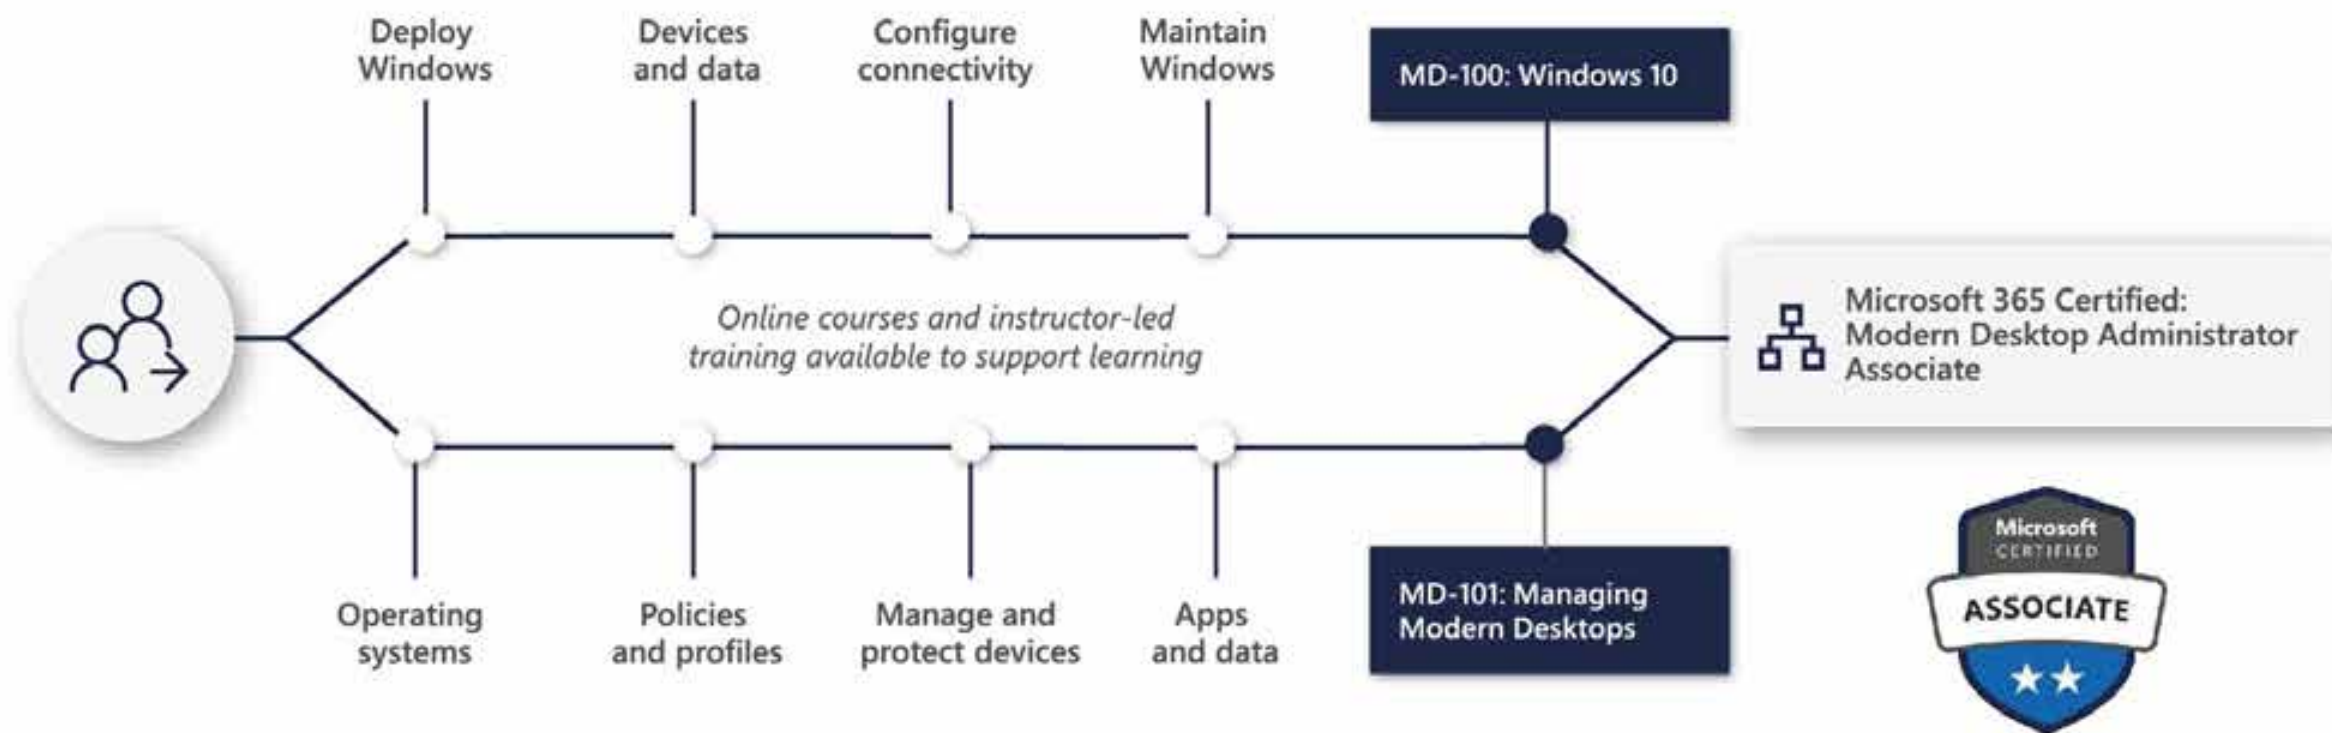 Deploy
Windows
Devices
and data
Configure
connectivity
Maintain
Windows
MD-100: Windows 10
Online courses and instructor-led
training available to support learning
Microsoft 365 Certified:
Modern Desktop Administrator
Associate
Operating
systems
Policies
and profiles
Manage and
protect devices
Apps
and data
MD-101: Managing
Modern Desktops
Microsoft
CERTIFIED
ASSOCIATE